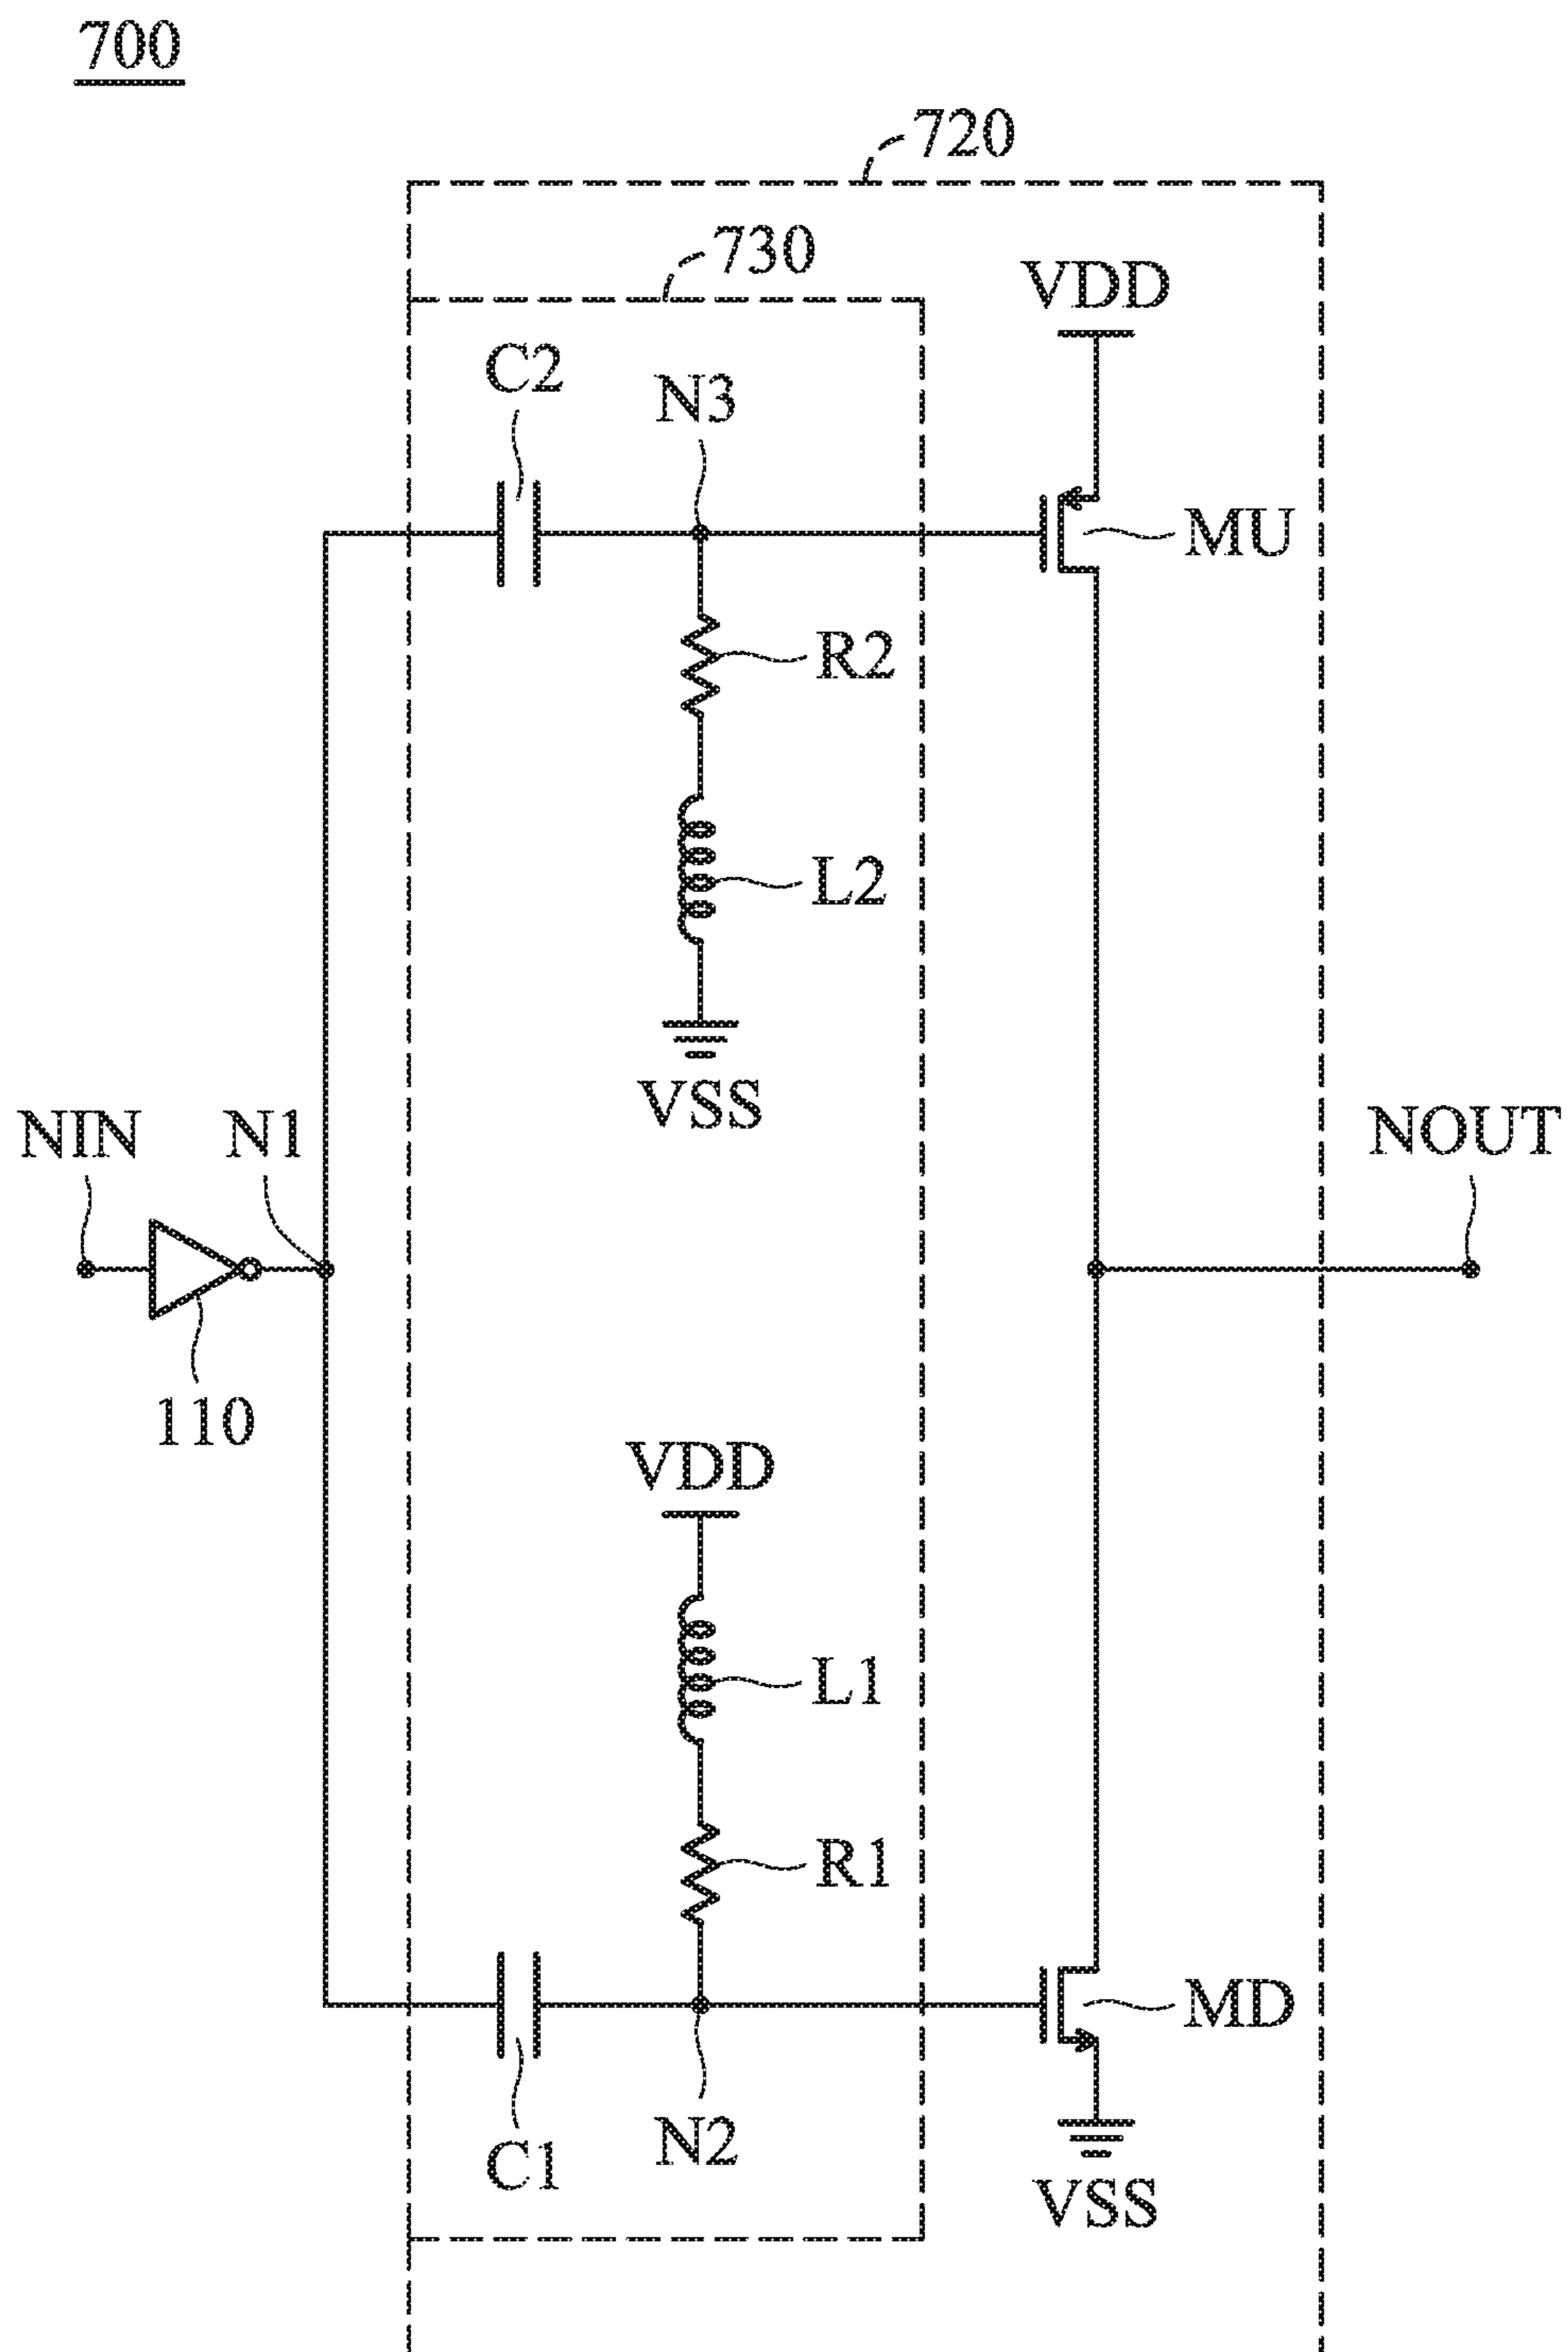 700
720
730
VDD
C2
N3
MU
R2
L2
VSS
NIN
N1
NOUT
110
VDD
L1
R1
MD
N2
C1
VSS